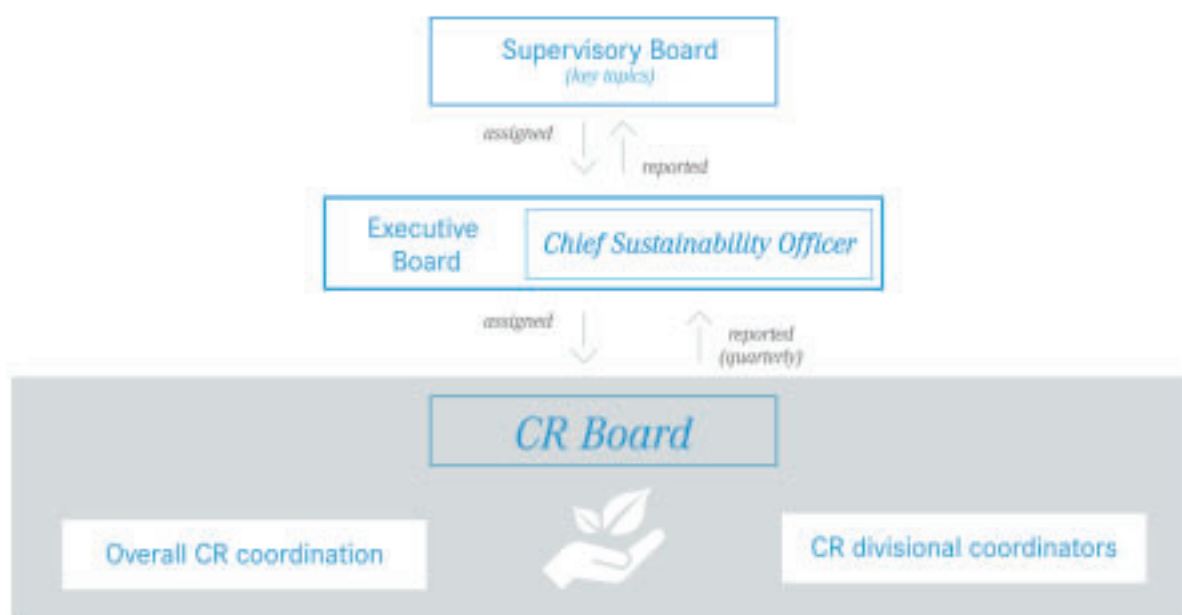 Supervisory Board
(key topics)
assigned
reported
Executive
Board
Chief Sustainability Officer
assigned
reported
(quarterly)
CR Board
Overall CR coordination
CR divisional coordinators